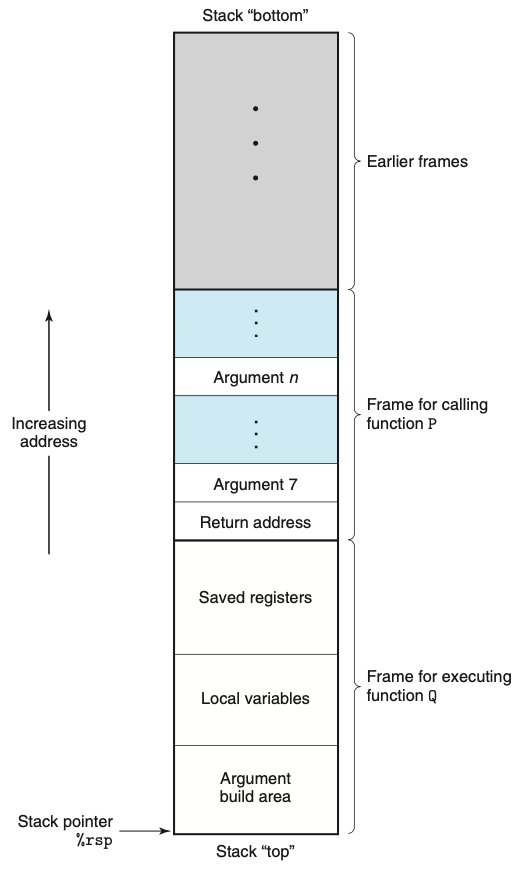 Stack “bottom”
Earlier frames
Argument n
Increasing
address
Frame for calling
function P
Argument 7
Return address
Saved registers
Frame for executing
function Q
Local variables
Argument
build area
Stack pointer
%rsp
Stack “top”